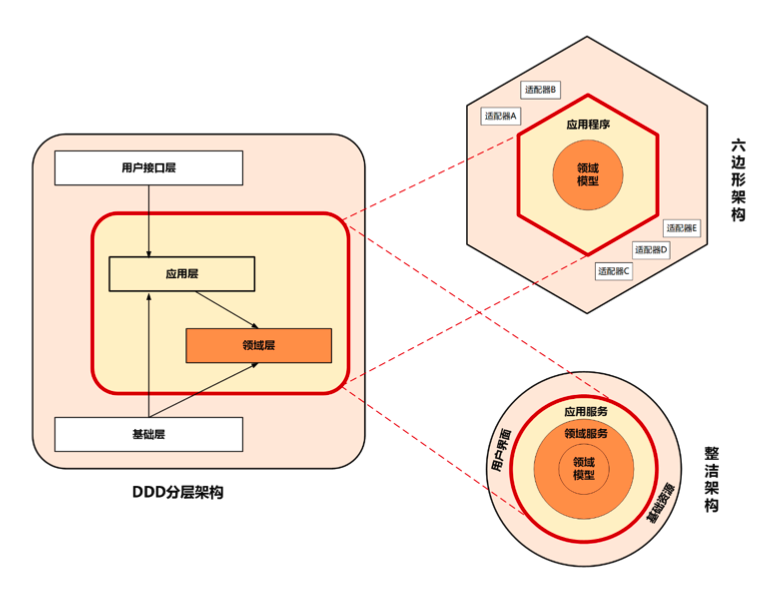 用户接口层
应用层
领域层
基础层
DDD分层架构
适配器B
适配器A
应用程序
领域
模型
适配器E
适配器D
适配器C
六边形架构
应用服务
领域服务
领域
模型
用户界面
基础资源
整洁架构